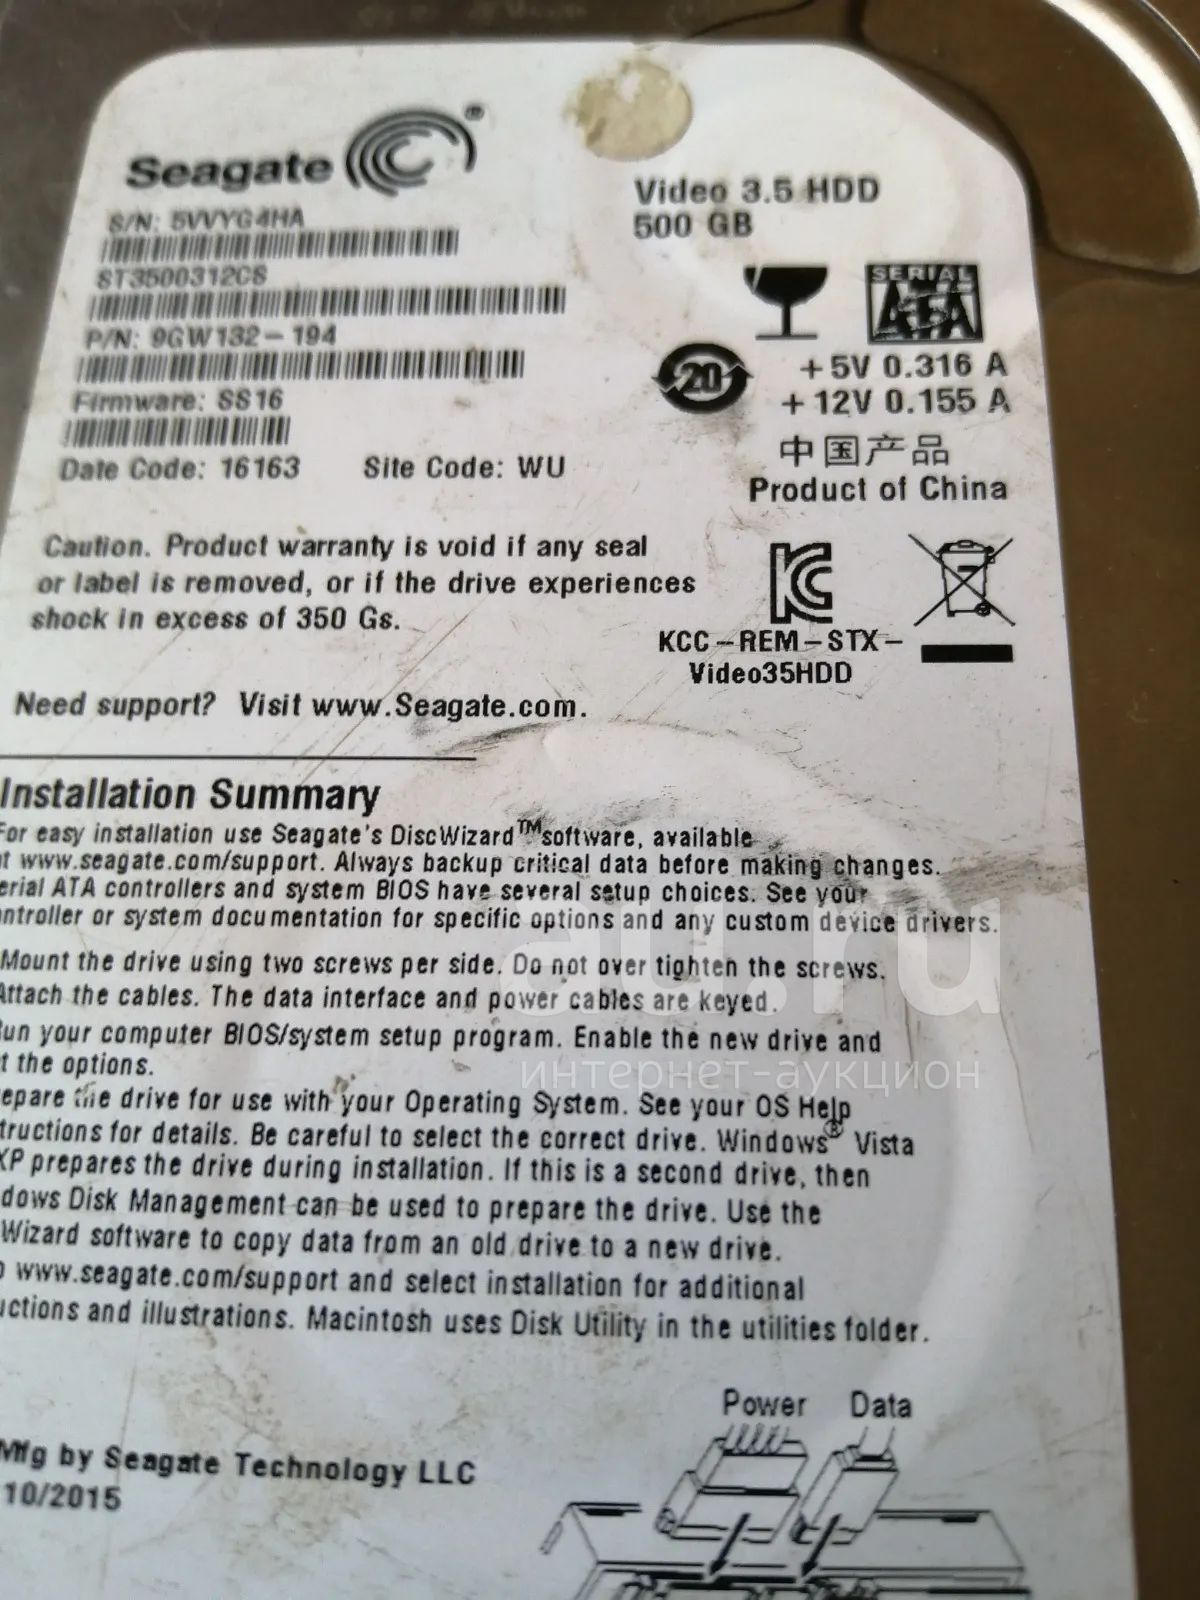 Seagate ®
S/N: 5VVYG4HA
ST3500312CS
P/N: 9GW132-194
Firmware: SS16
Date Code: 16163 Site Code: WU
Video 3.5 HDD
500 GB
SERIAL
ATA
20
+5V 0.316 A
+12V 0.155 A
中国产品
Product of China
Caution. Product warranty is void if any seal
or label is removed, or if the drive experiences
shock in excess of 350 Gs.
KC
KCC-REM-STX-
Video35HDD
Need support? Visit www.Seagate.com.
Installation Summary
For easy installation use Seagate's DiscWizard™ software, available
t www.seagate.com/support. Always backup critical data before making changes.
erial ATA controllers and system BIOS have several setup choices. See your
ntroller or system documentation for specific options and any custom device drivers.
Mount the drive using two screws per side. Do not over tighten the screws.
Attach the cables. The data interface and power cables are keyed.
un your computer BIOS/system setup program. Enable the new drive and
t the options.
epare the drive for use with your Operating System. See your OS Help
tructions for details. Be careful to select the correct drive. Windows® Vista
XP prepares the drive during installation. If this is a second drive, then
dows Disk Management can be used to prepare the drive. Use the
Wizard software to copy data from an old drive to a new drive.
o www.seagate.com/support and select installation for additional
uctions and illustrations. Macintosh uses Disk Utility in the utilities folder.
au.ru
интернет-аукцион
Power Data
Mfg by Seagate Technology LLC
10/2015